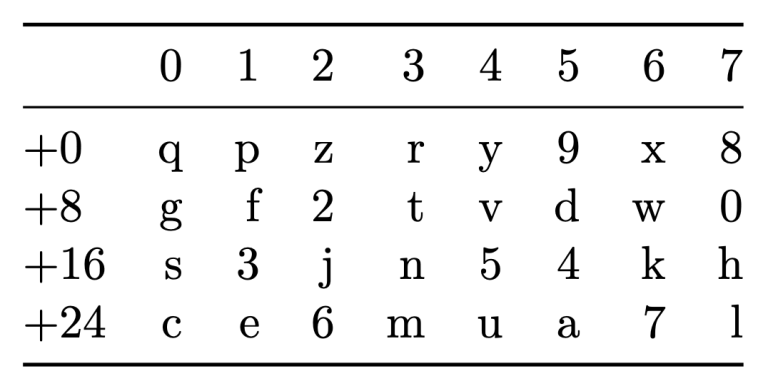 0 1 2 3 4 5 6 7
+0 q p z r y 9 x 8
+8 g f 2 t v d w 0
+16 s 3 j n 5 4 k h
+24 c e 6 m u a 7 l